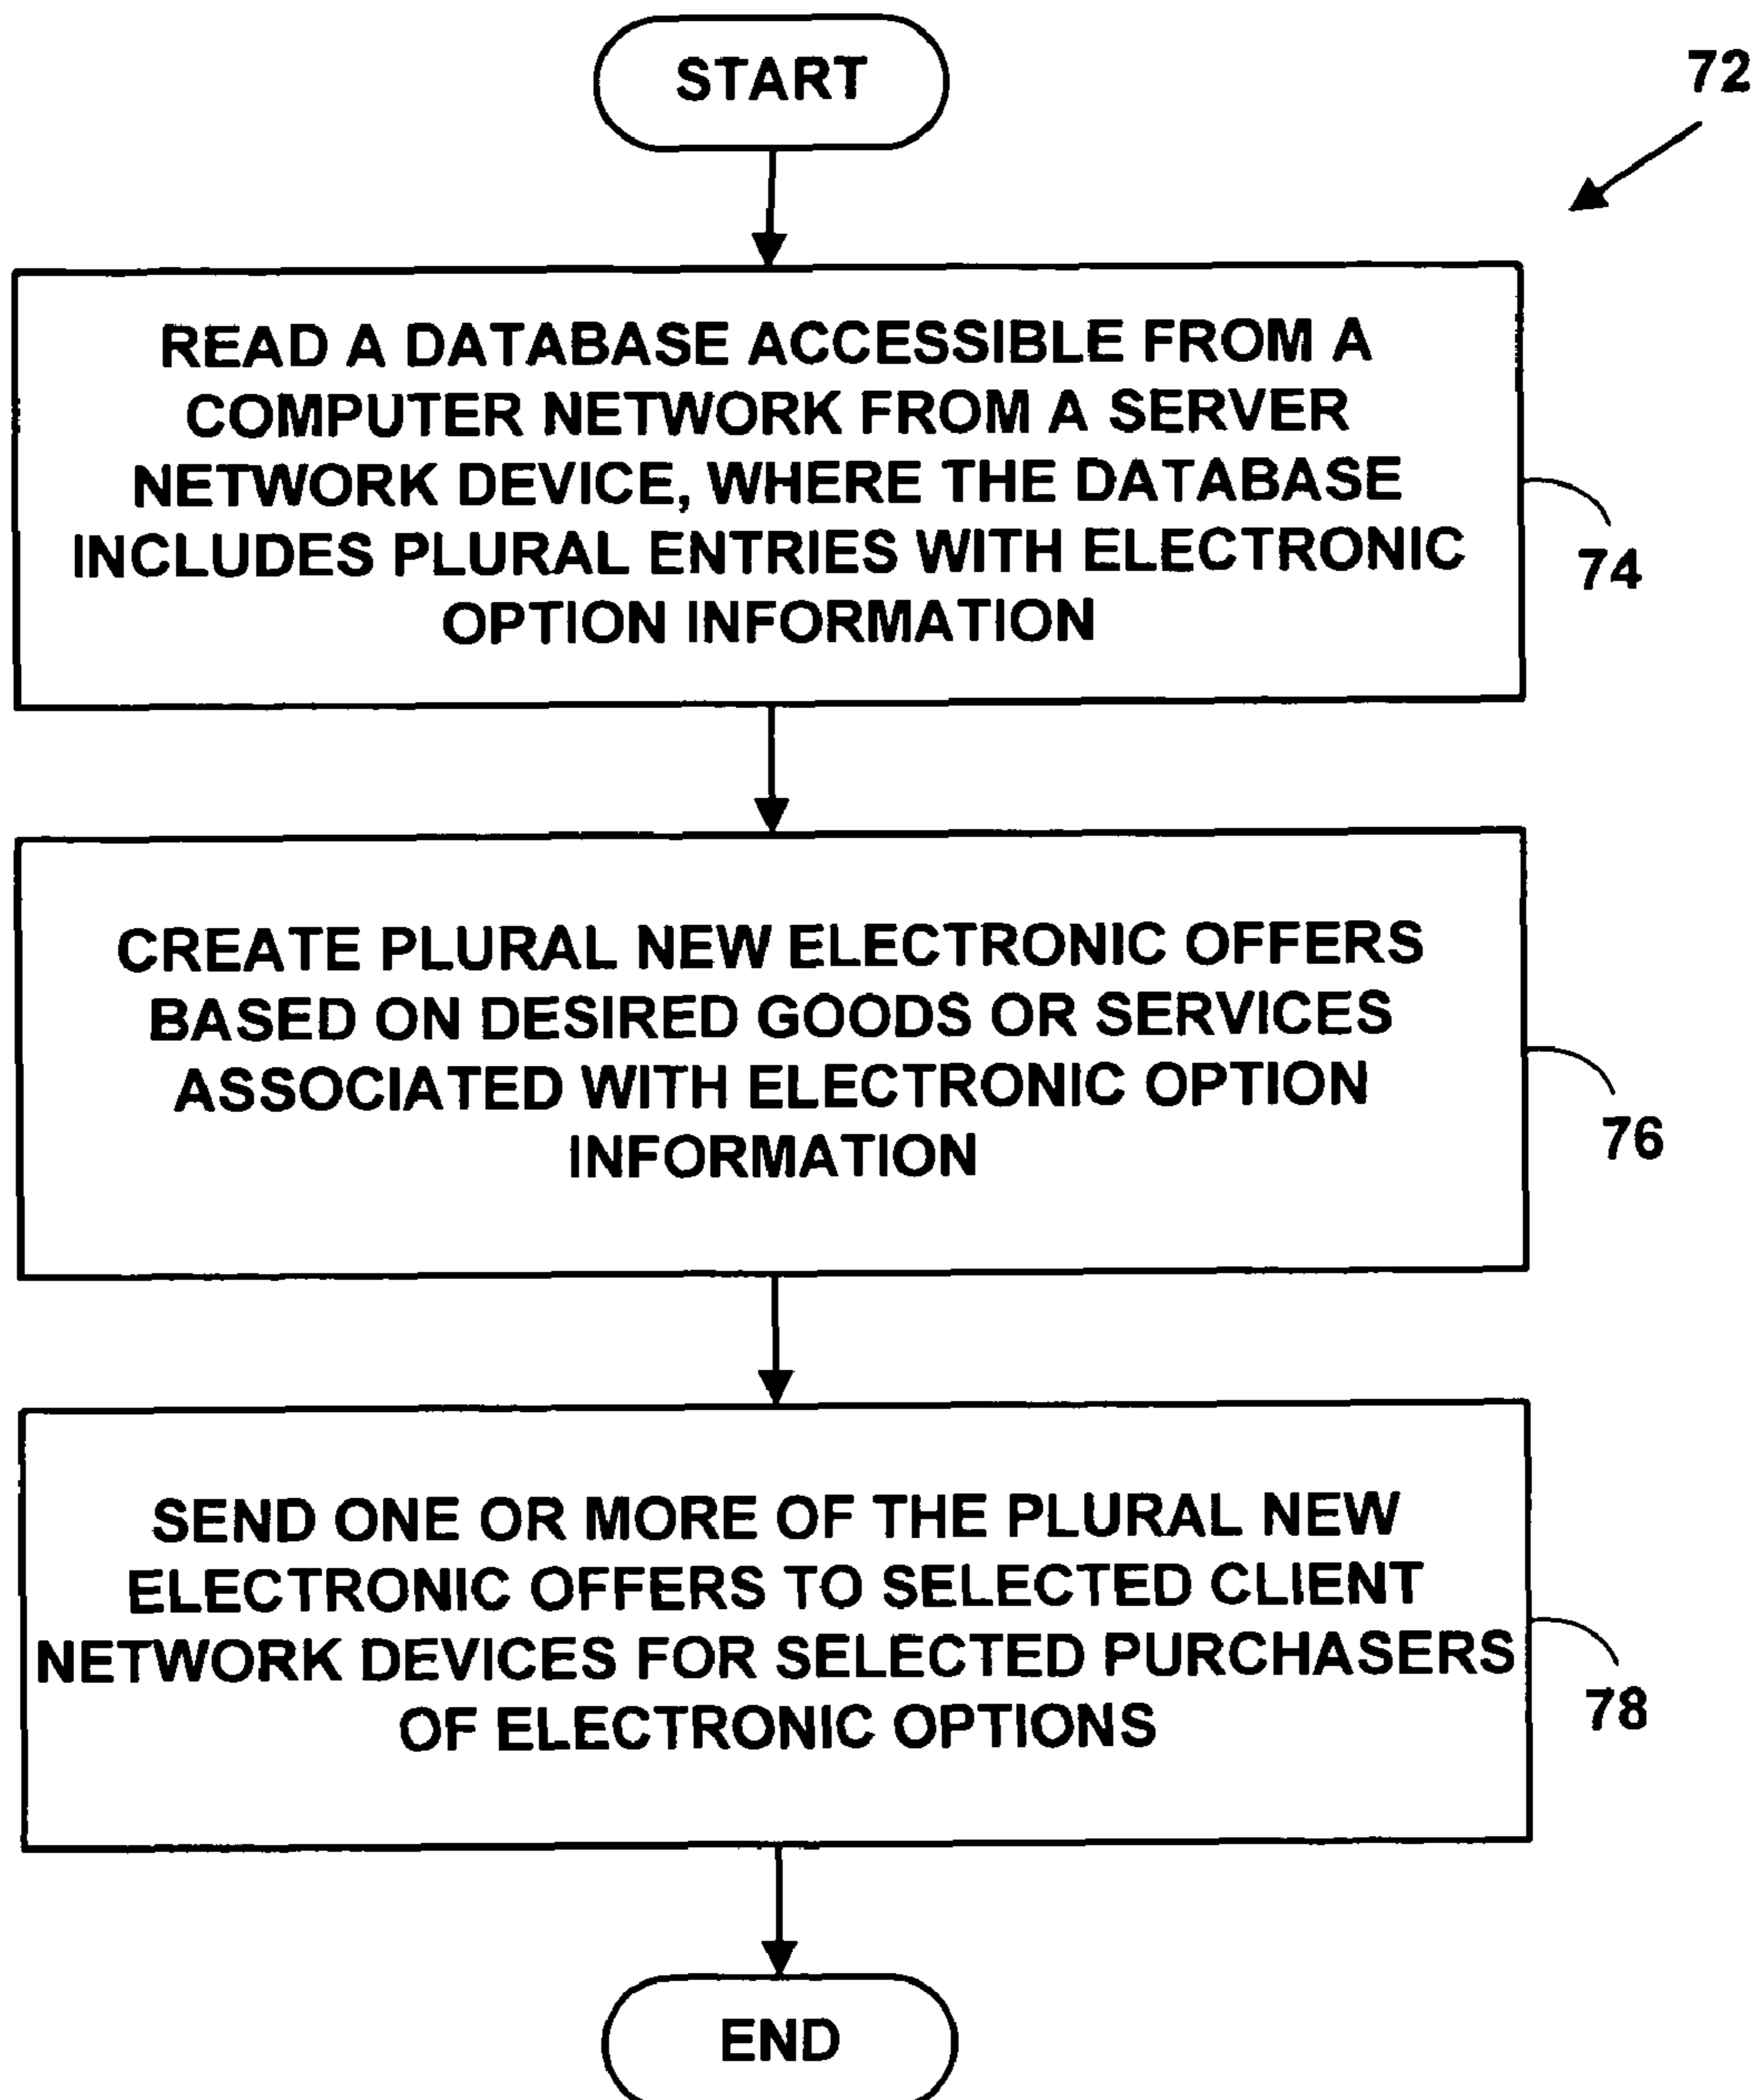 START
72
READ A DATABASE ACCESSIBLE FROM A
COMPUTER NETWORK FROM A SERVER
NETWORK DEVICE, WHERE THE DATABASE
INCLUDES PLURAL ENTRIES WITH ELECTRONIC
OPTION INFORMATION
74
CREATE PLURAL NEW ELECTRONIC OFFERS
BASED ON DESIRED GOODS OR SERVICES
ASSOCIATED WITH ELECTRONIC OPTION
INFORMATION
76
SEND ONE OR MORE OF THE PLURAL NEW
ELECTRONIC OFFERS TO SELECTED CLIENT
NETWORK DEVICES FOR SELECTED PURCHASERS
OF ELECTRONIC OPTIONS
78
END